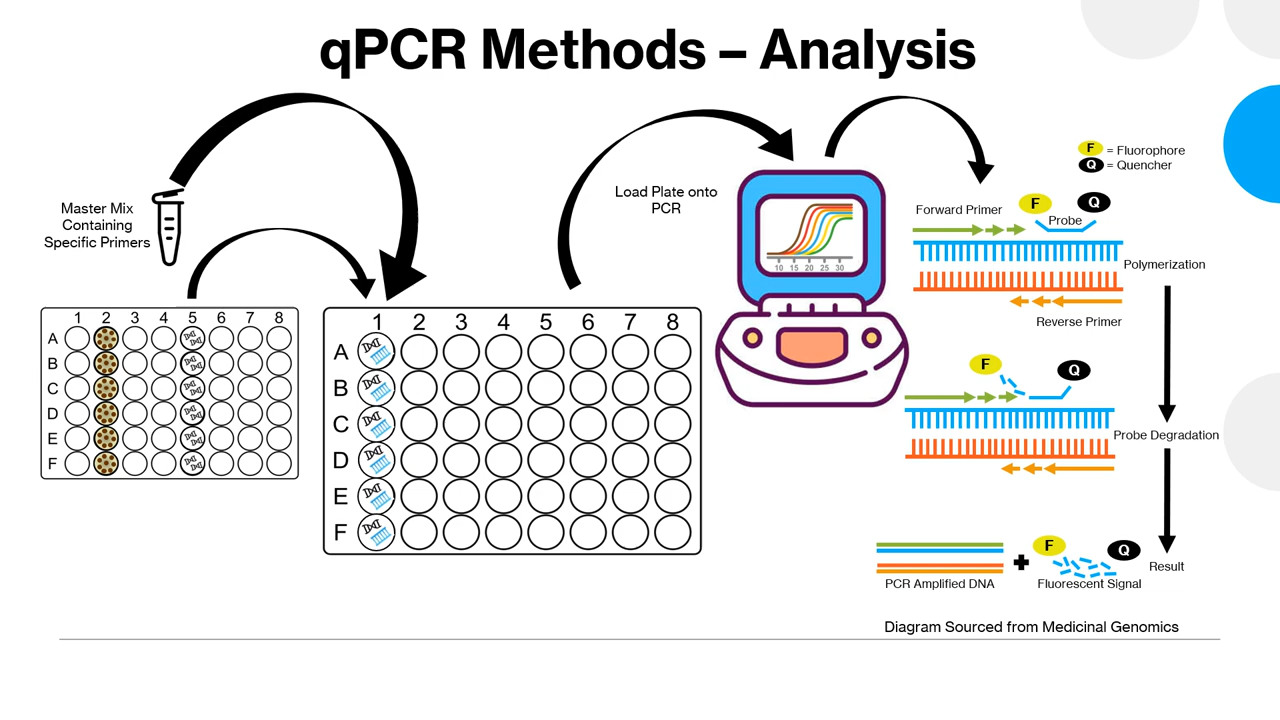 qPCR Methods – Analysis
Master Mix
Containing
Specific Primers
1 2 3 4 5 6 7 8
A
B
C
D
E
F
1 2 3 4 5 6 7 8
A
B
C
D
E
F
Load Plate onto
PCR
10 15 20 25 30
F = Fluorophore
Q = Quencher
Forward Primer
F
Q
Probe
Polymerization
Reverse Primer
F
Q
Probe Degradation
F
Q
Result
PCR Amplified DNA
+
Fluorescent Signal
Diagram Sourced from Medicinal Genomics